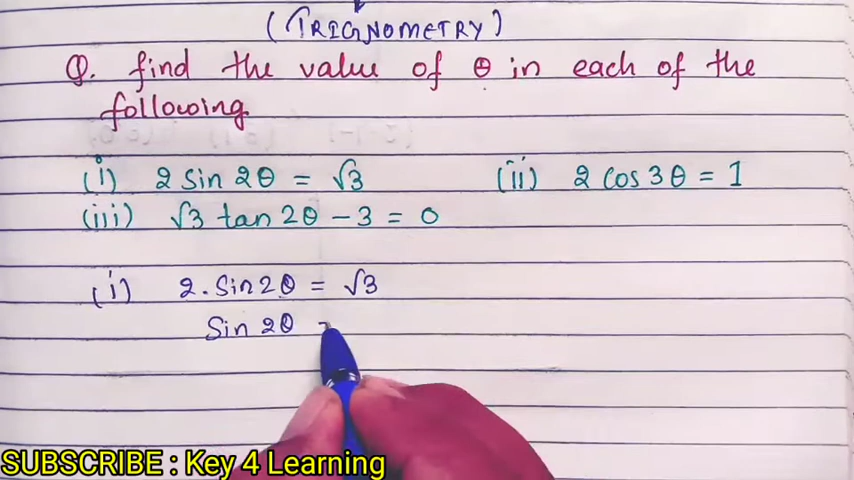 (TRIGNOMETRY)
Q. find the value of θ in each of the
following
(i) 2 sin 2θ = √3 (ii) 2 cos 3θ = 1
(iii) √3 tan 2θ − 3 = 0
(i) 2. Sin 2θ = √3
Sin 2θ =
SUBSCRIBE : Key 4 Learning